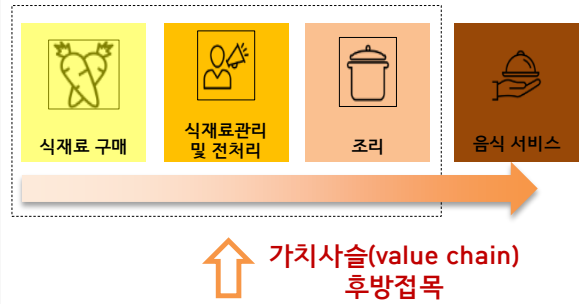 식재료 구매
식재료관리
및 전처리
조리
음식 서비스
가치사슬(value chain)
후방접목